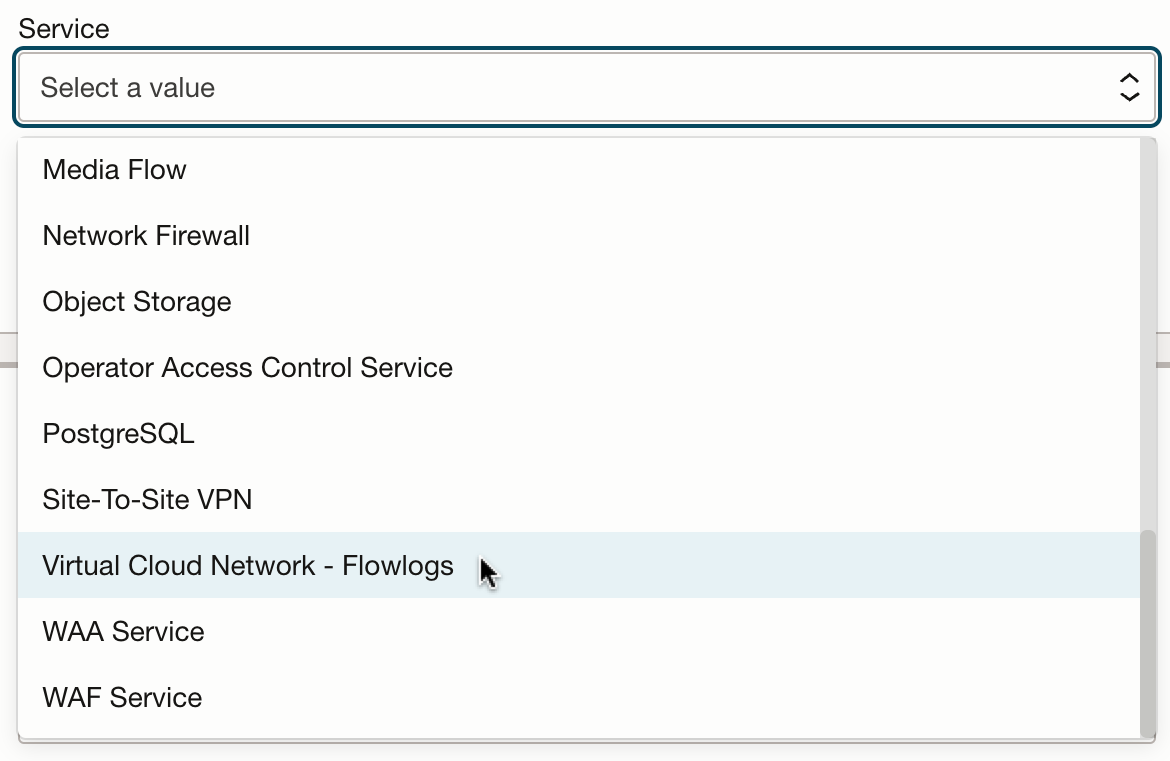 Service
Select a value
Media Flow
Network Firewall
Object Storage
Operator Access Control Service
PostgreSQL
Site-To-Site VPN
Virtual Cloud Network - Flowlogs
WAA Service
WAF Service